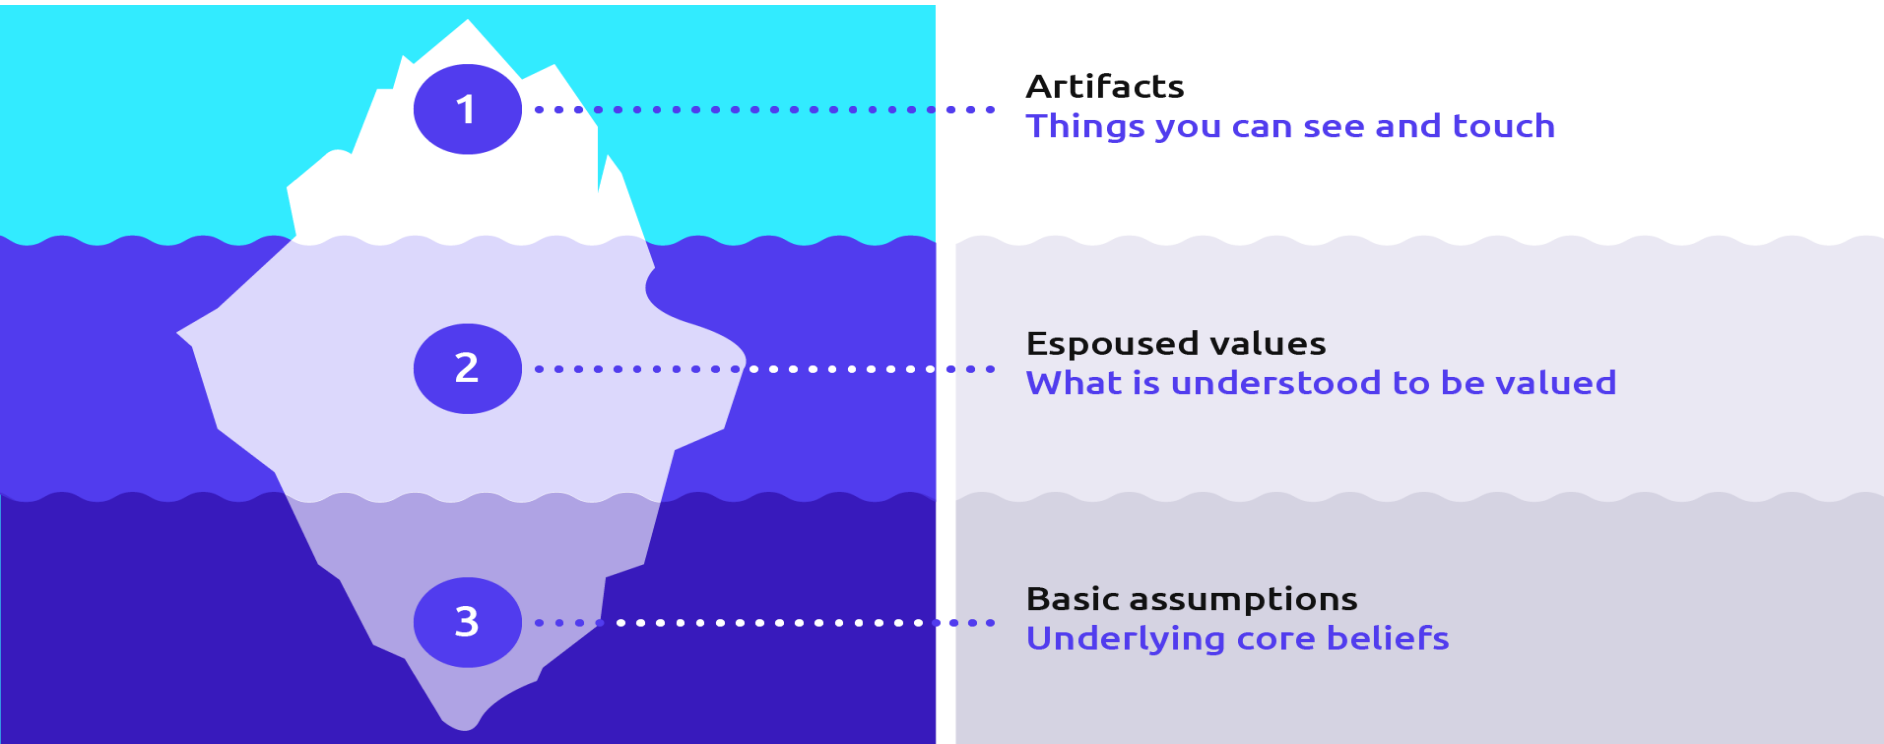 1
Artifacts
Things you can see and touch
2
Espoused values
What is understood to be valued
3
Basic assumptions
Underlying core beliefs